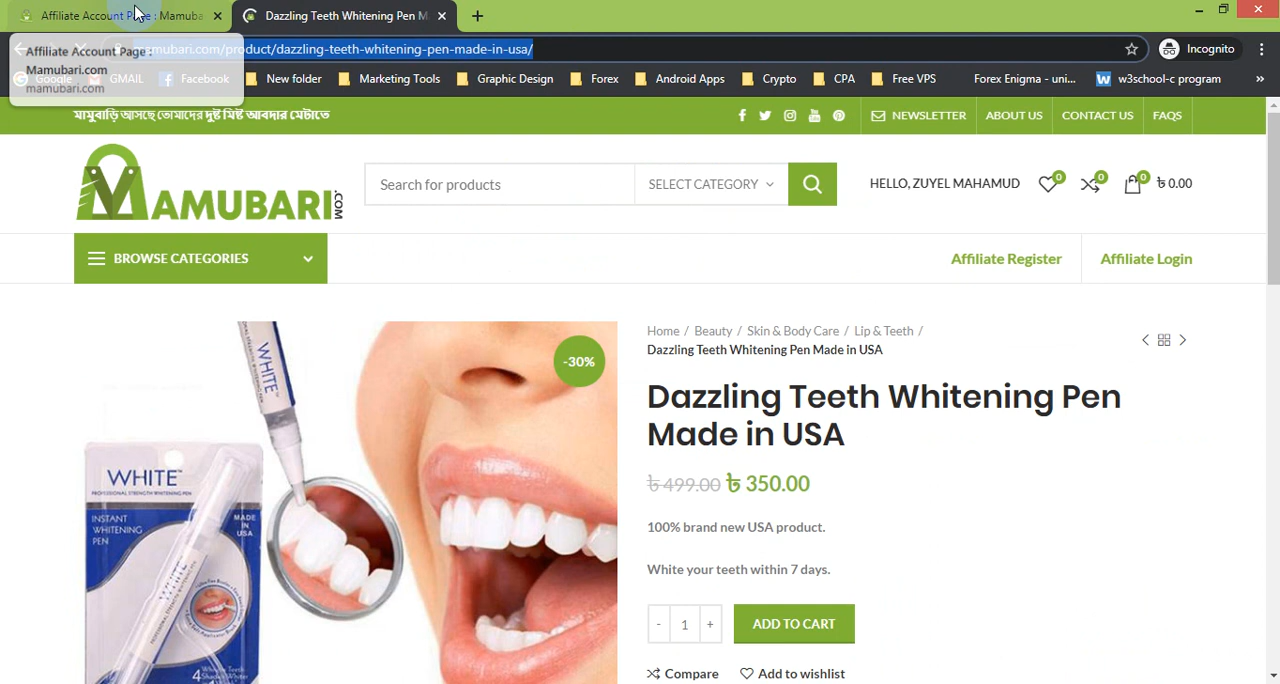 Affiliate Account Page : Mamuba
Dazzling Teeth Whitening Pen M
mamubari.com/product/dazzling-teeth-whitening-pen-made-in-usa/
Incognito
Affiliate Account Page :
Mamubari.com
mamubari.com
Google
GMAIL
Facebook
New folder
Marketing Tools
Graphic Design
Forex
Android Apps
Crypto
CPA
Free VPS
Forex Enigma - uni...
w3school-c program
»
মামুবাড়ি আসছে তোমাদের দুষ্ট মিষ্ট আবদার মেটাতে
NEWSLETTER
ABOUT US
CONTACT US
FAQS
MAMUBARI.COM
Search for products
SELECT CATEGORY
HELLO, ZUYEL MAHAMUD
0
0
0
৳ 0.00
BROWSE CATEGORIES
Affiliate Register
Affiliate Login
Home / Beauty / Skin & Body Care / Lip & Teeth /
Dazzling Teeth Whitening Pen Made in USA
-30%
Dazzling Teeth Whitening Pen
Made in USA
৳ 499.00 ৳ 350.00
100% brand new USA product.
White your teeth within 7 days.
- 1 +
ADD TO CART
Compare
Add to wishlist
WHITE
WHITE™
PROFESSIONAL STRENGTH WHITENING PEN
INSTANT
WHITENING
PEN
MADE
IN
USA